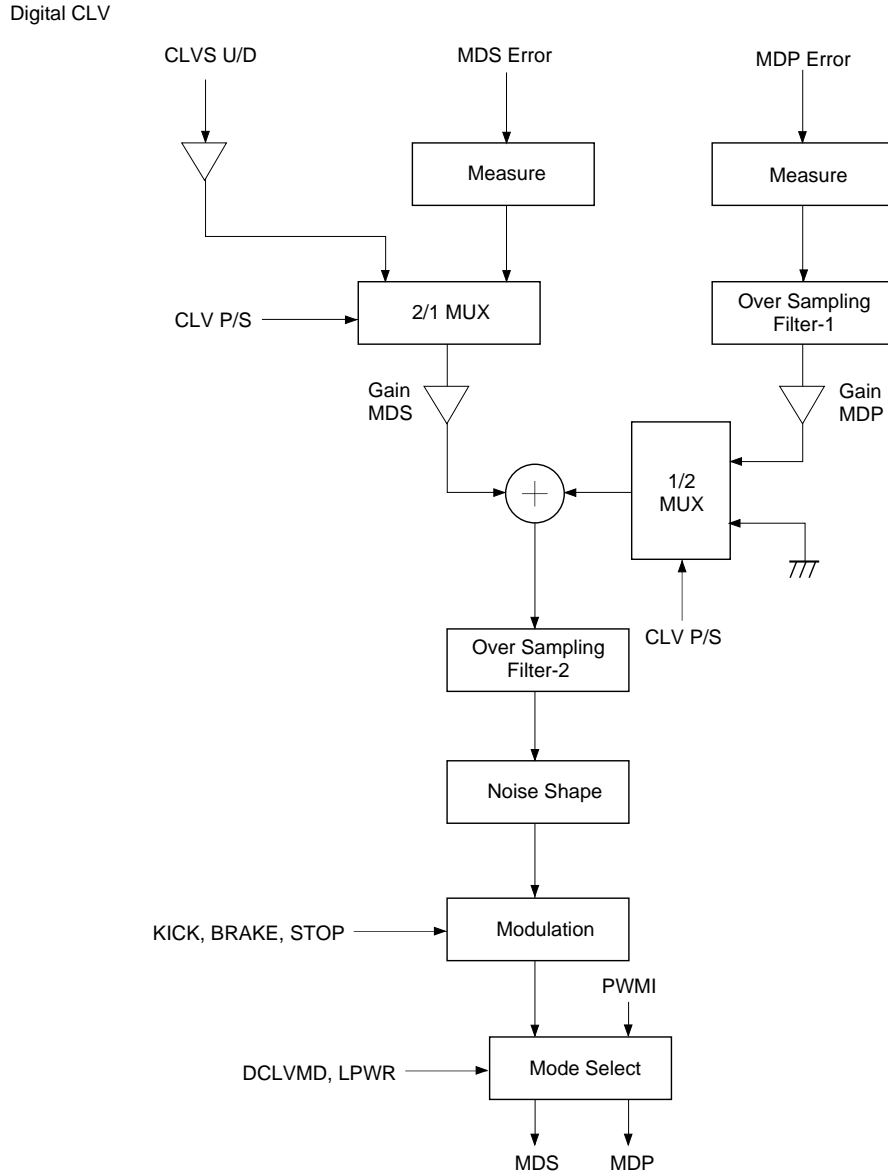 Digital CLV
CLVS U/D
MDS Error
MDP Error
Measure
Measure
CLV P/S
2/1 MUX
Over Sampling
Filter-1
Gain
MDS
Gain
MDP
1/2
MUX
CLV P/S
Over Sampling
Filter-2
Noise Shape
KICK, BRAKE, STOP
Modulation
PWMI
DCLVMD, LPWR
Mode Select
MDS
MDP